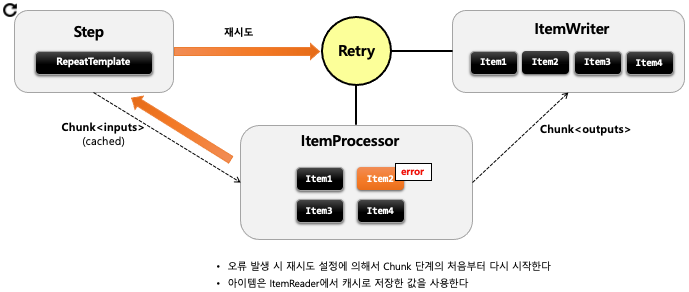 Step
RepeatTemplate
재시도
Retry
ItemWriter
Item1 Item2 Item3 Item4
Chunk<inputs>
(cached)
Chunk<outputs>
ItemProcessor
Item1 Item2 error
Item3 Item4
• 오류 발생 시 재시도 설정에 의해서 Chunk 단계의 처음부터 다시 시작한다
• 아이템은 ItemReader에서 캐시로 저장한 값을 사용한다